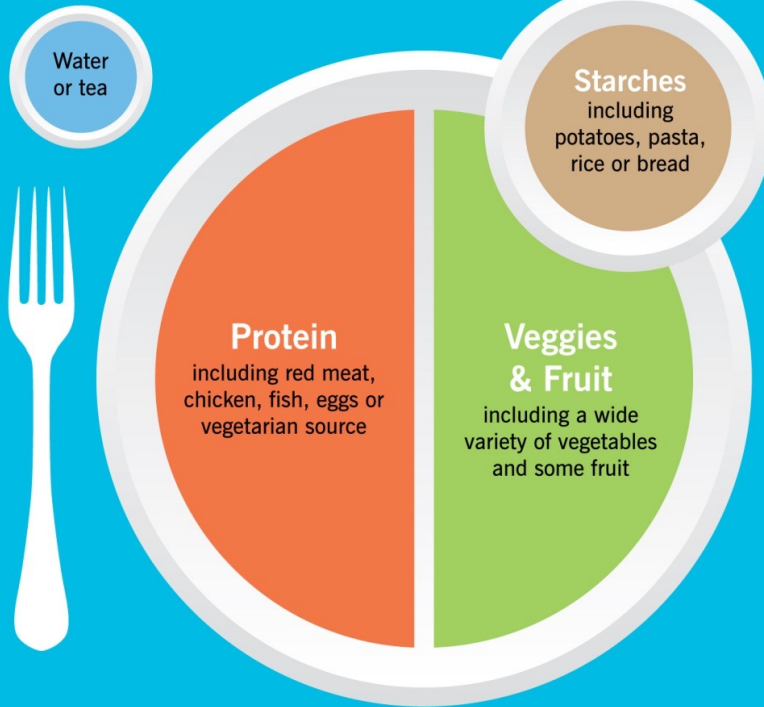 Water
or tea
Starches
including
potatoes, pasta,
rice or bread
Protein
including red meat,
chicken, fish, eggs or
vegetarian source
Veggies
& Fruit
including a wide
variety of vegetables
and some fruit